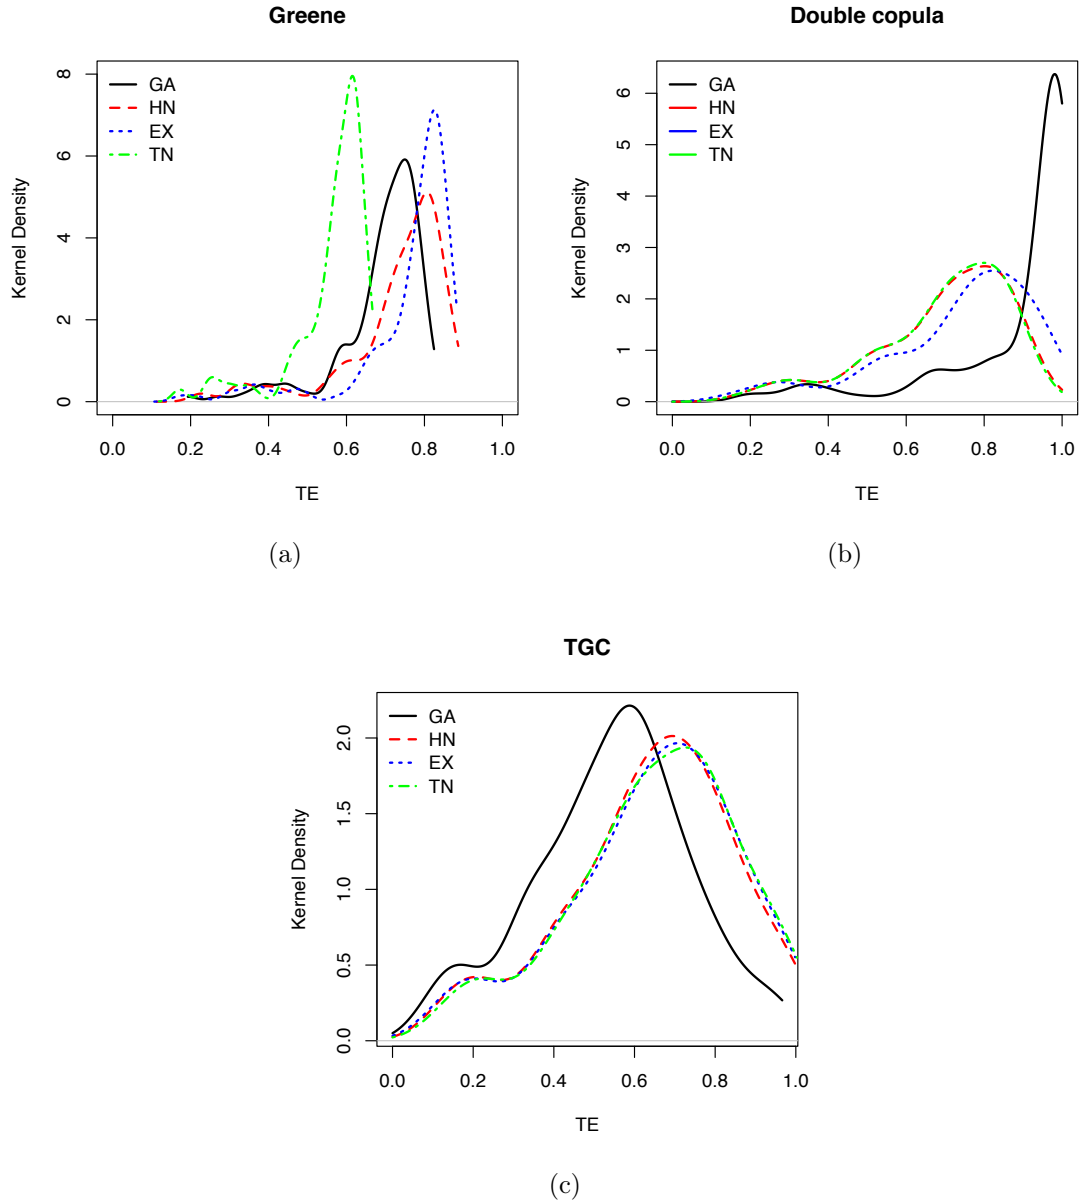 Greene
GA
HN
EX
TN
Kernel Density
0 2 4 6 8
0.0 0.2 0.4 0.6 0.8 1.0
TE
(a)
Double copula
GA
HN
EX
TN
Kernel Density
0 1 2 3 4 5 6
0.0 0.2 0.4 0.6 0.8 1.0
TE
(b)
TGC
GA
HN
EX
TN
Kernel Density
0.0 0.5 1.0 1.5 2.0
0.0 0.2 0.4 0.6 0.8 1.0
TE
(c)